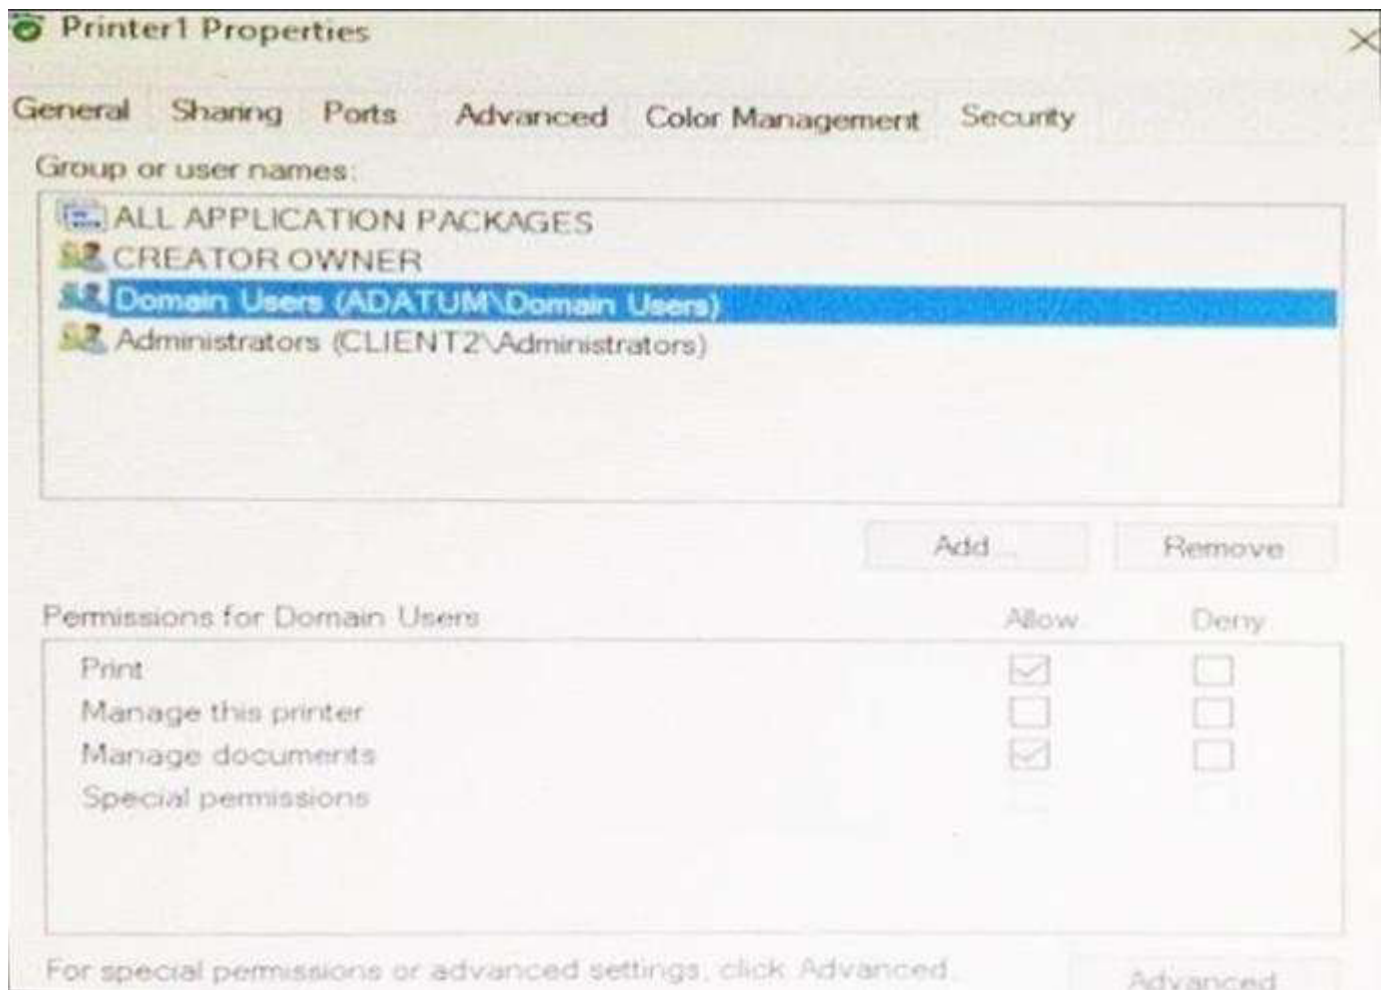 Printer1 Properties
General Sharing Ports Advanced Color Management Security
Group or user names:
ALL APPLICATION PACKAGES
CREATOR OWNER
Domain Users (ADATUM\Domain Users)
Administrators (CLIENT2\Administrators)
Add... Remove
Permissions for Domain Users Allow Deny
Print
Manage this printer
Manage documents
Special permissions
For special permissions or advanced settings, click Advanced.
Advanced